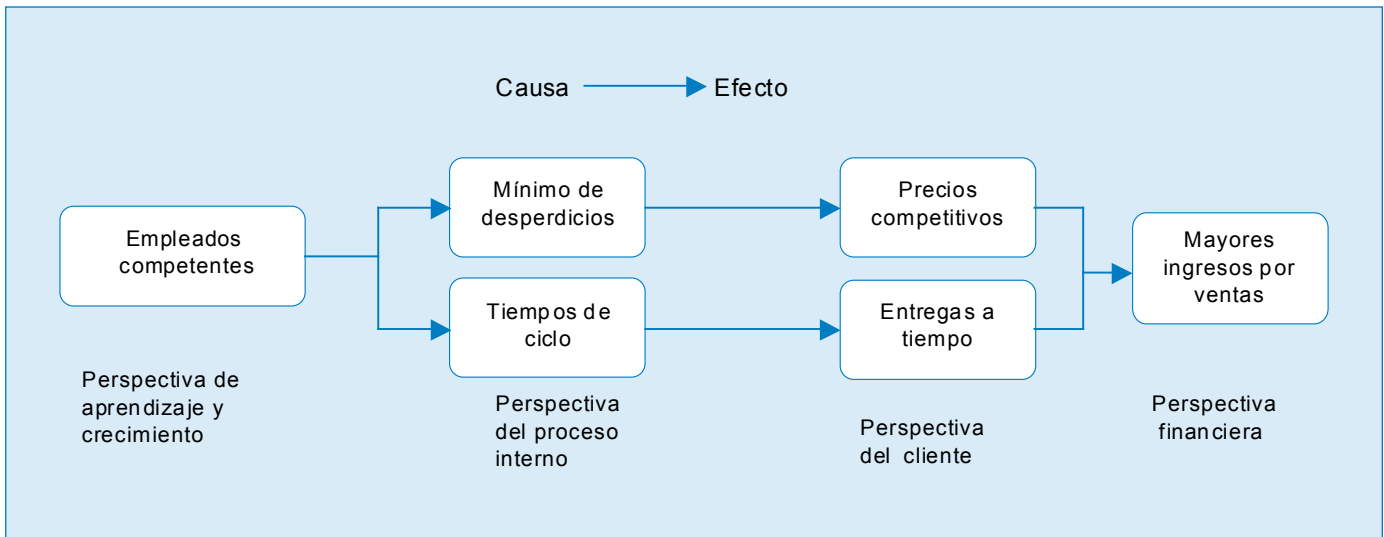 Causa
Efecto
Empleados
competentes
Mínimo de
desperdicios
Tiempos de
ciclo
Precios
competitivos
Entregas a
tiempo
Mayores
ingresos por
ventas
Perspectiva de
aprendizaje y
crecimiento
Perspectiva
del proceso
interno
Perspectiva
del cliente
Perspectiva
financiera